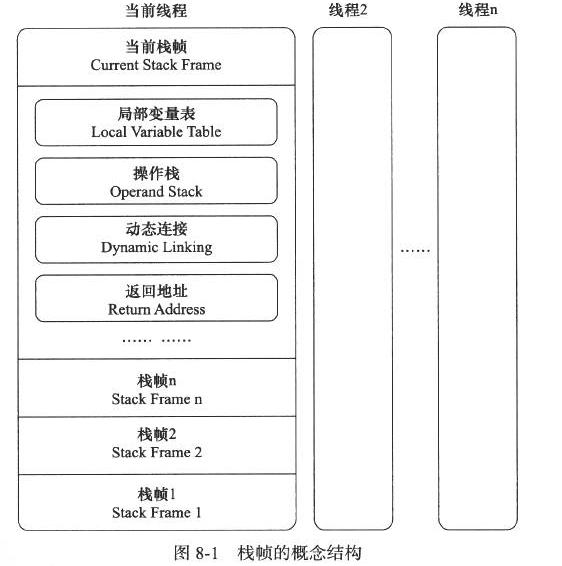 当前线程
线程2
线程n
当前栈帧
Current Stack Frame
局部变量表
Local Variable Table
操作栈
Operand Stack
动态连接
Dynamic Linking
返回地址
Return Address
…… ……
……
栈帧n
Stack Frame n
栈帧2
Stack Frame 2
栈帧1
Stack Frame 1
图 8-1 栈帧的概念结构